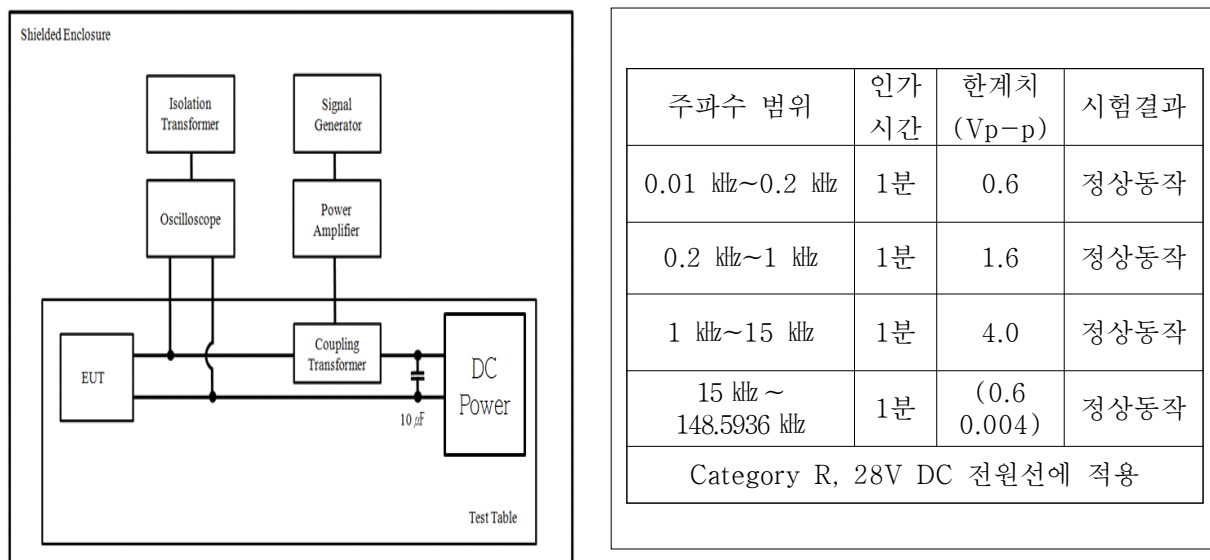 Shielded Enclosure
Isolation
Transformer
Signal
Generator
Oscilloscope
Power
Amplifier
EUT
Coupling
Transformer
10 ㎌
DC
Power
Test Table
주파수 범위
인가
시간
한계치
(Vp-p)
시험결과
0.01 ㎑~0.2 ㎑
1분
0.6
정상동작
0.2 ㎑~1 ㎑
1분
1.6
정상동작
1 ㎑~15 ㎑
1분
4.0
정상동작
15 ㎑ ~
148.5936 ㎑
1분
(0.6
0.004)
정상동작
Category R, 28V DC 전원선에 적용